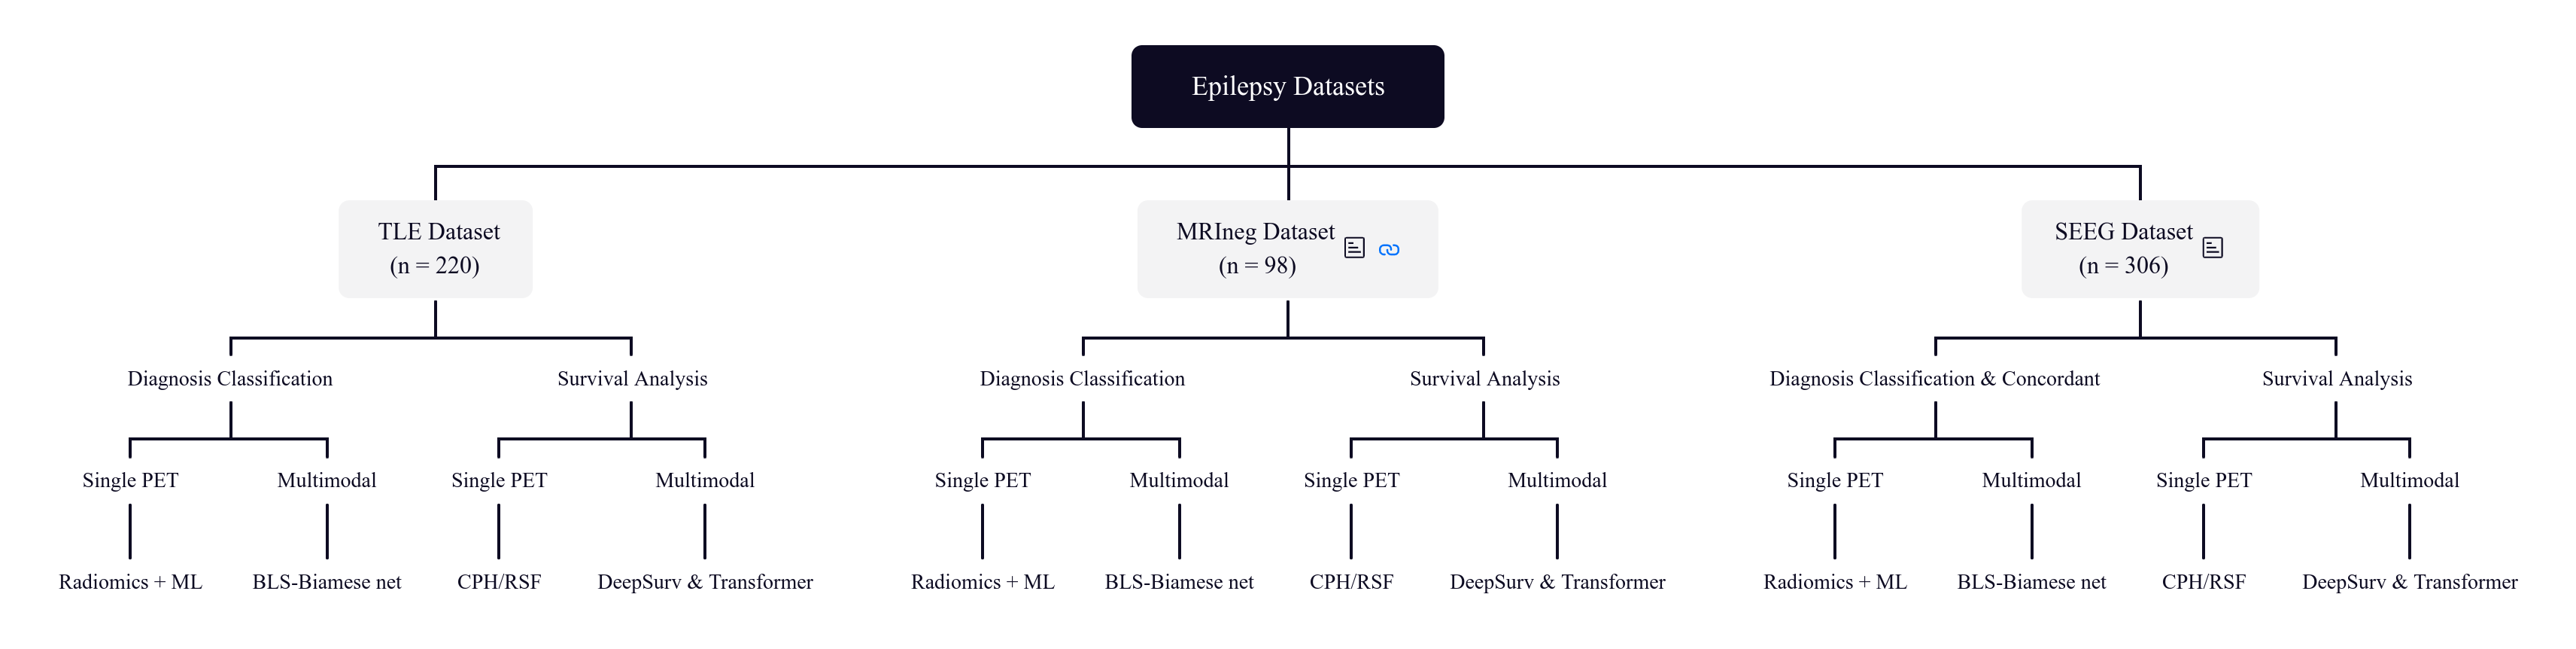 Epilepsy Datasets
TLE Dataset
(n = 220)
MRIneg Dataset
(n = 98)
SEEG Dataset
(n = 306)
Diagnosis Classification
Survival Analysis
Diagnosis Classification
Survival Analysis
Diagnosis Classification & Concordant
Survival Analysis
Single PET
Multimodal
Single PET
Multimodal
Single PET
Multimodal
Single PET
Multimodal
Single PET
Multimodal
Single PET
Multimodal
Radiomics + ML
BLS-Biamese net
CPH/RSF
DeepSurv & Transformer
Radiomics + ML
BLS-Biamese net
CPH/RSF
DeepSurv & Transformer
Radiomics + ML
BLS-Biamese net
CPH/RSF
DeepSurv & Transformer